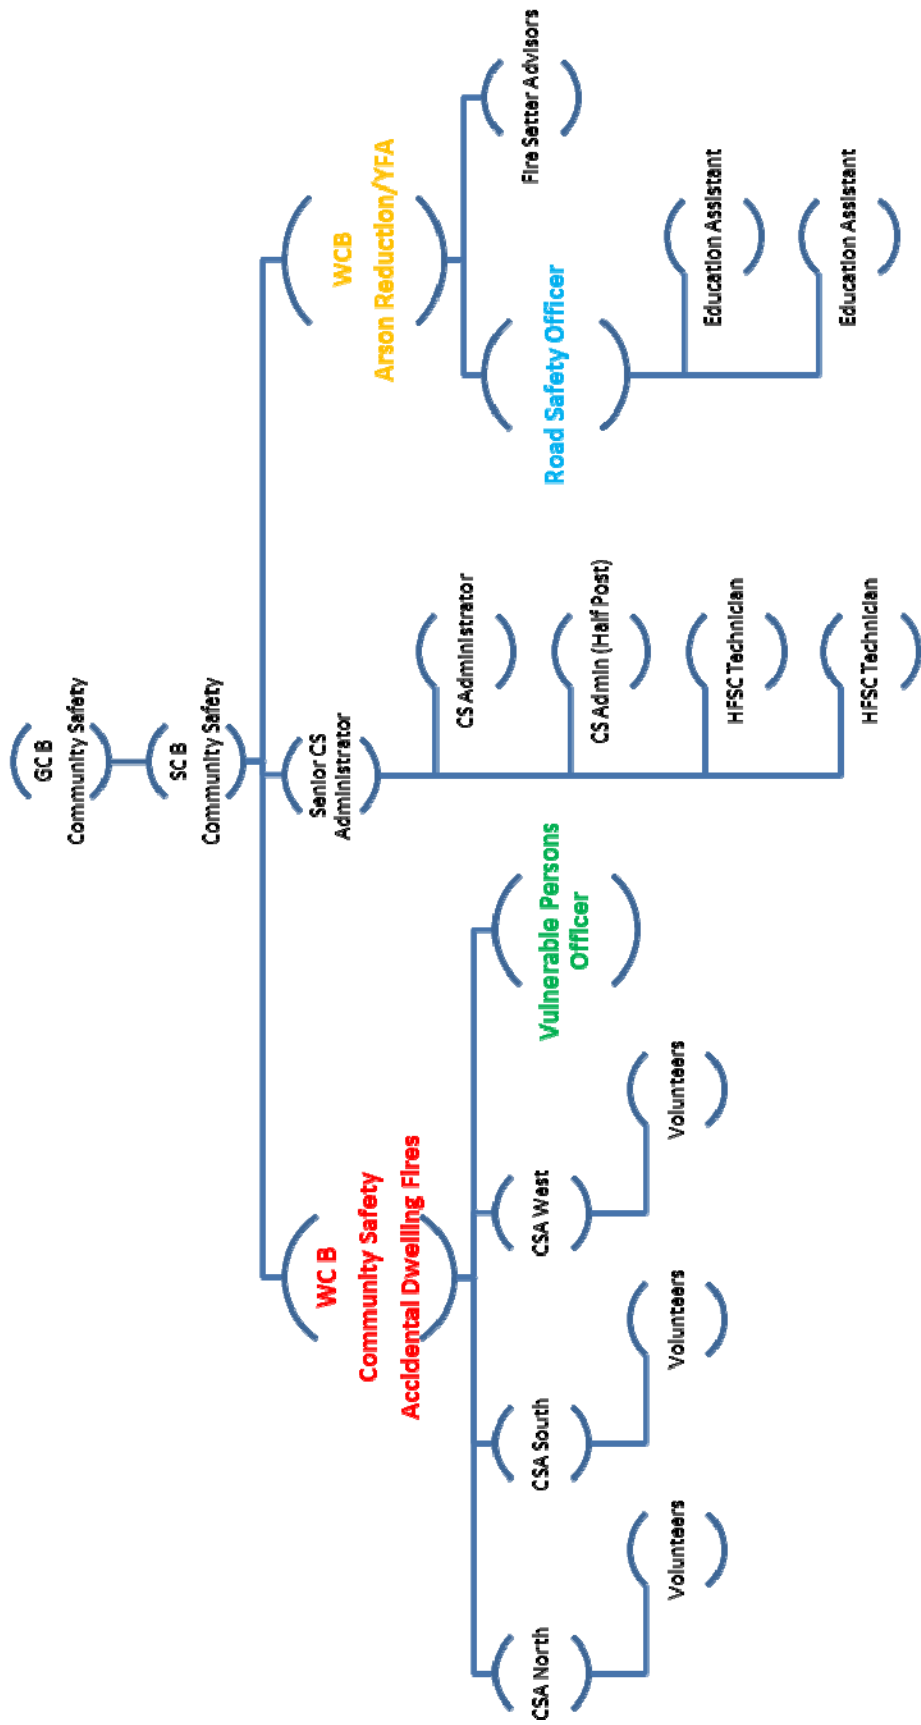 GC B
Community Safety
SC B
Community Safety
WC B
Community Safety
Accidental Dwelling Fires
Senior CS
Administrator
WCB
Arson Reduction/YFA
CSA North
Volunteers
CSA South
Volunteers
CSA West
Volunteers
Vulnerable Persons
Officer
CS Administrator
CS Admin (Half Post)
HFSC Technician
HFSC Technician
Road Safety Officer
Education Assistant
Education Assistant
Fire Setter Advisors